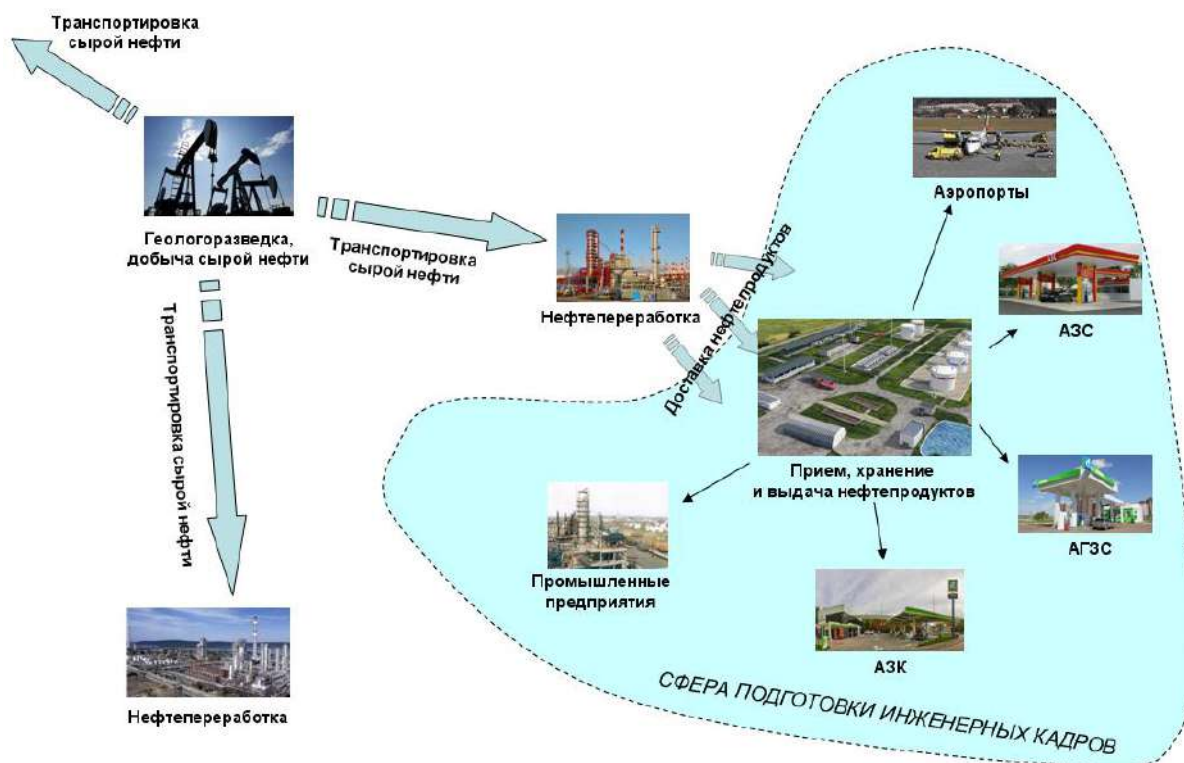 Транспортировка
сырой нефти
Геологоразведка,
добыча сырой нефти
Транспортировка
сырой нефти
Транспортировка сырой нефти
Нефтепереработка
Нефтепереработка
Доставка нефтепродуктов
Аэропорты
АЗС
Прием, хранение
и выдача нефтепродуктов
АГЗС
Промышленные
предприятия
АЗК
СФЕРА ПОДГОТОВКИ ИНЖЕНЕРНЫХ КАДРОВ